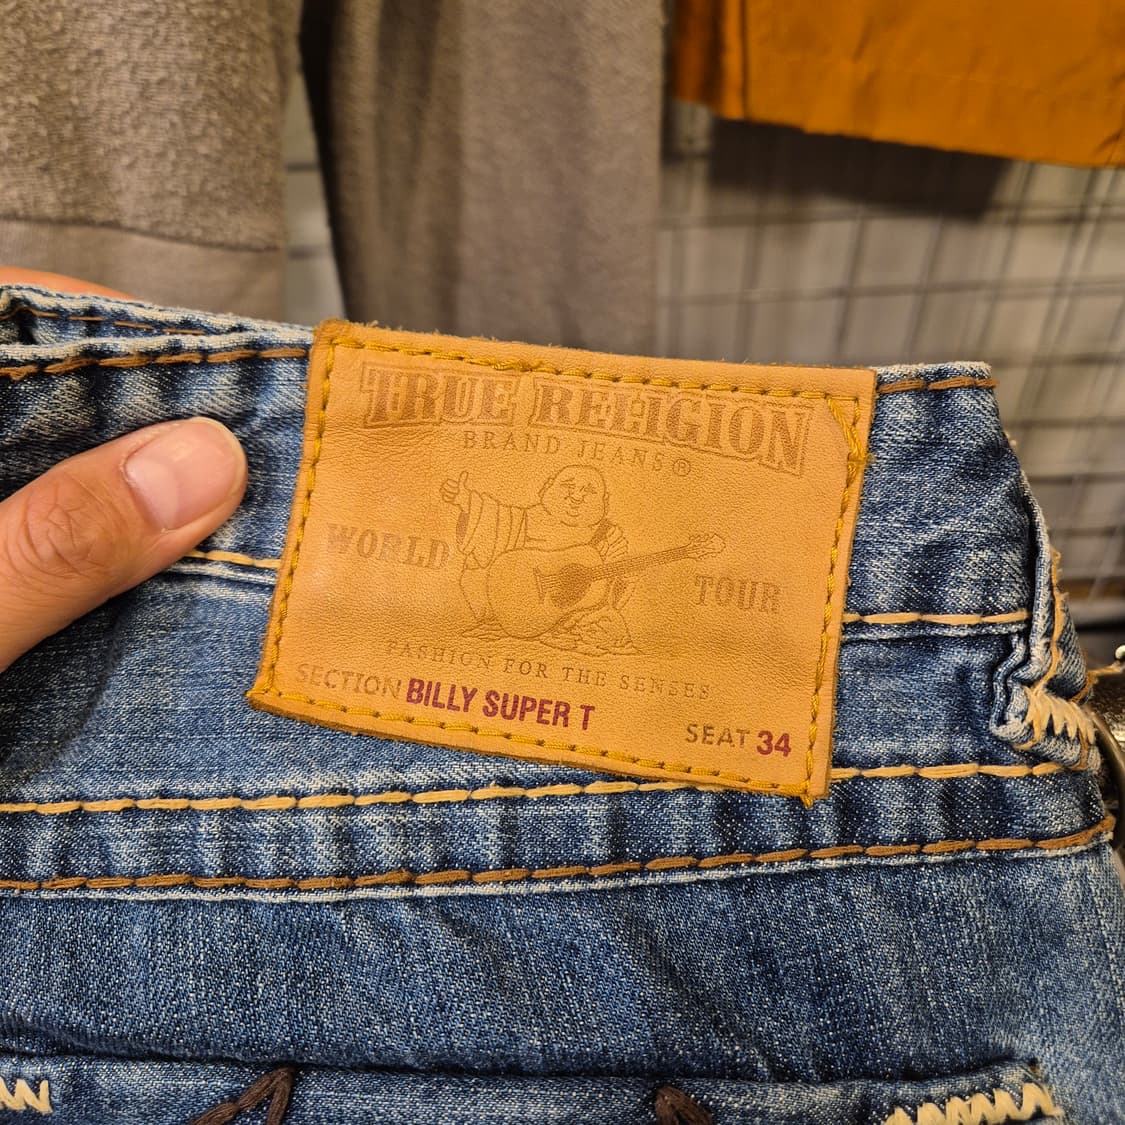 TRUE RELIGION
BRAND JEANS®
WORLD TOUR
FASHION FOR THE SENSES
SECTION BILLY SUPER T SEAT 34